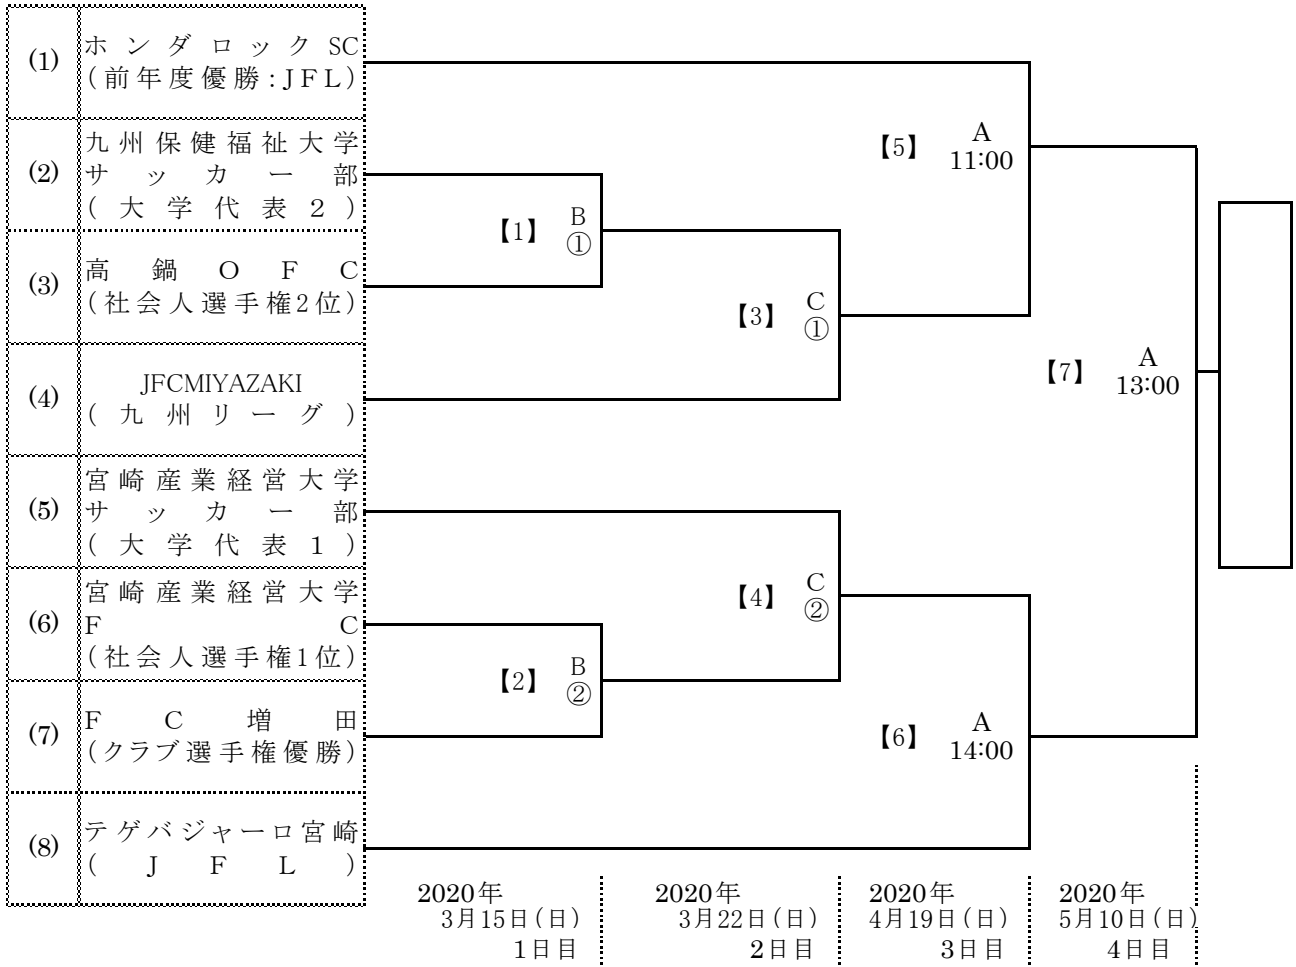 (1)
ホンダロックSC
(前年度優勝:JFL)
(2)
九州保健福祉大学
サッカー部
(大学代表2)
(3)
高鍋OFC
(社会人選手権2位)
(4)
JFCMIYAZAKI
(九州リーグ)
(5)
宮崎産業経営大学
サッカー部
(大学代表1)
(6)
宮崎産業経営大学
FC
(社会人選手権1位)
(7)
FC増田
(クラブ選手権優勝)
(8)
テゲバジャーロ宮崎
(JFL)
【1】 B
①
【2】 B
②
【3】 C
①
【4】 C
②
【5】 A
11:00
【6】 A
14:00
【7】 A
13:00
2020年
3月15日(日)
1日目
2020年
3月22日(日)
2日目
2020年
4月19日(日)
3日目
2020年
5月10日(日)
4日目